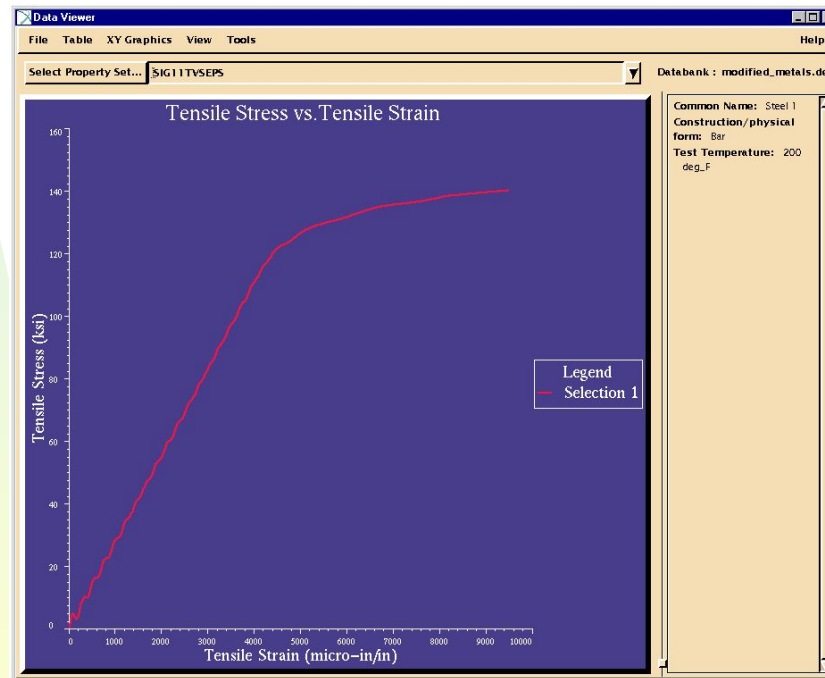 Data Viewer
File Table XY Graphics View Tools Help
Select Property Set... SIG11TVSEPS
Databank : modified_metals.de
Tensile Stress vs.Tensile Strain
160
140
120
100
80
60
40
20
0
Tensile Stress (ksi)
0 1000 2000 3000 4000 5000 6000 7000 8000 9000 10000
Tensile Strain (micro-in/in)
Legend
Selection 1
Common Name: Steel 1
Construction/physical
form: Bar
Test Temperature: 200
deg_F